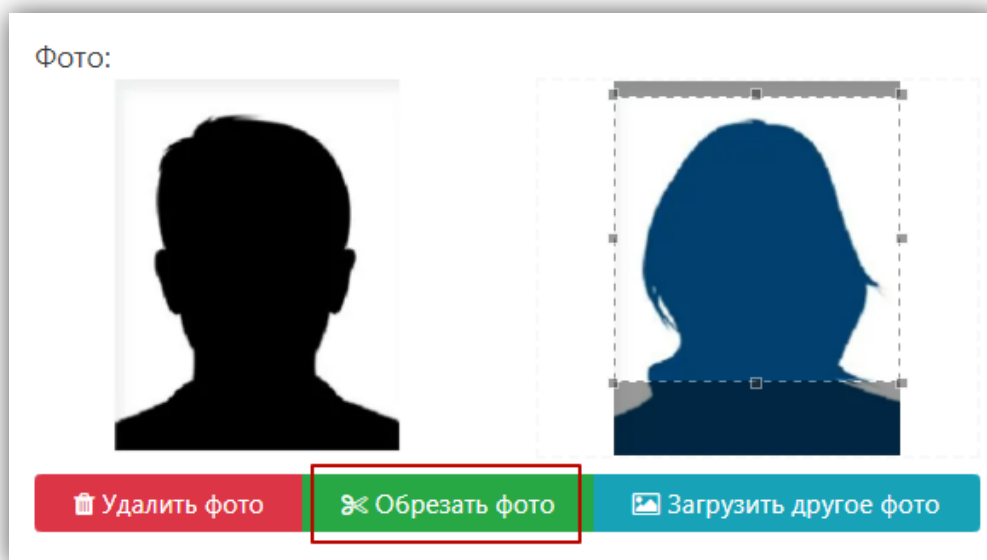 Фото:
Удалить фото
Обрезать фото
Загрузить другое фото